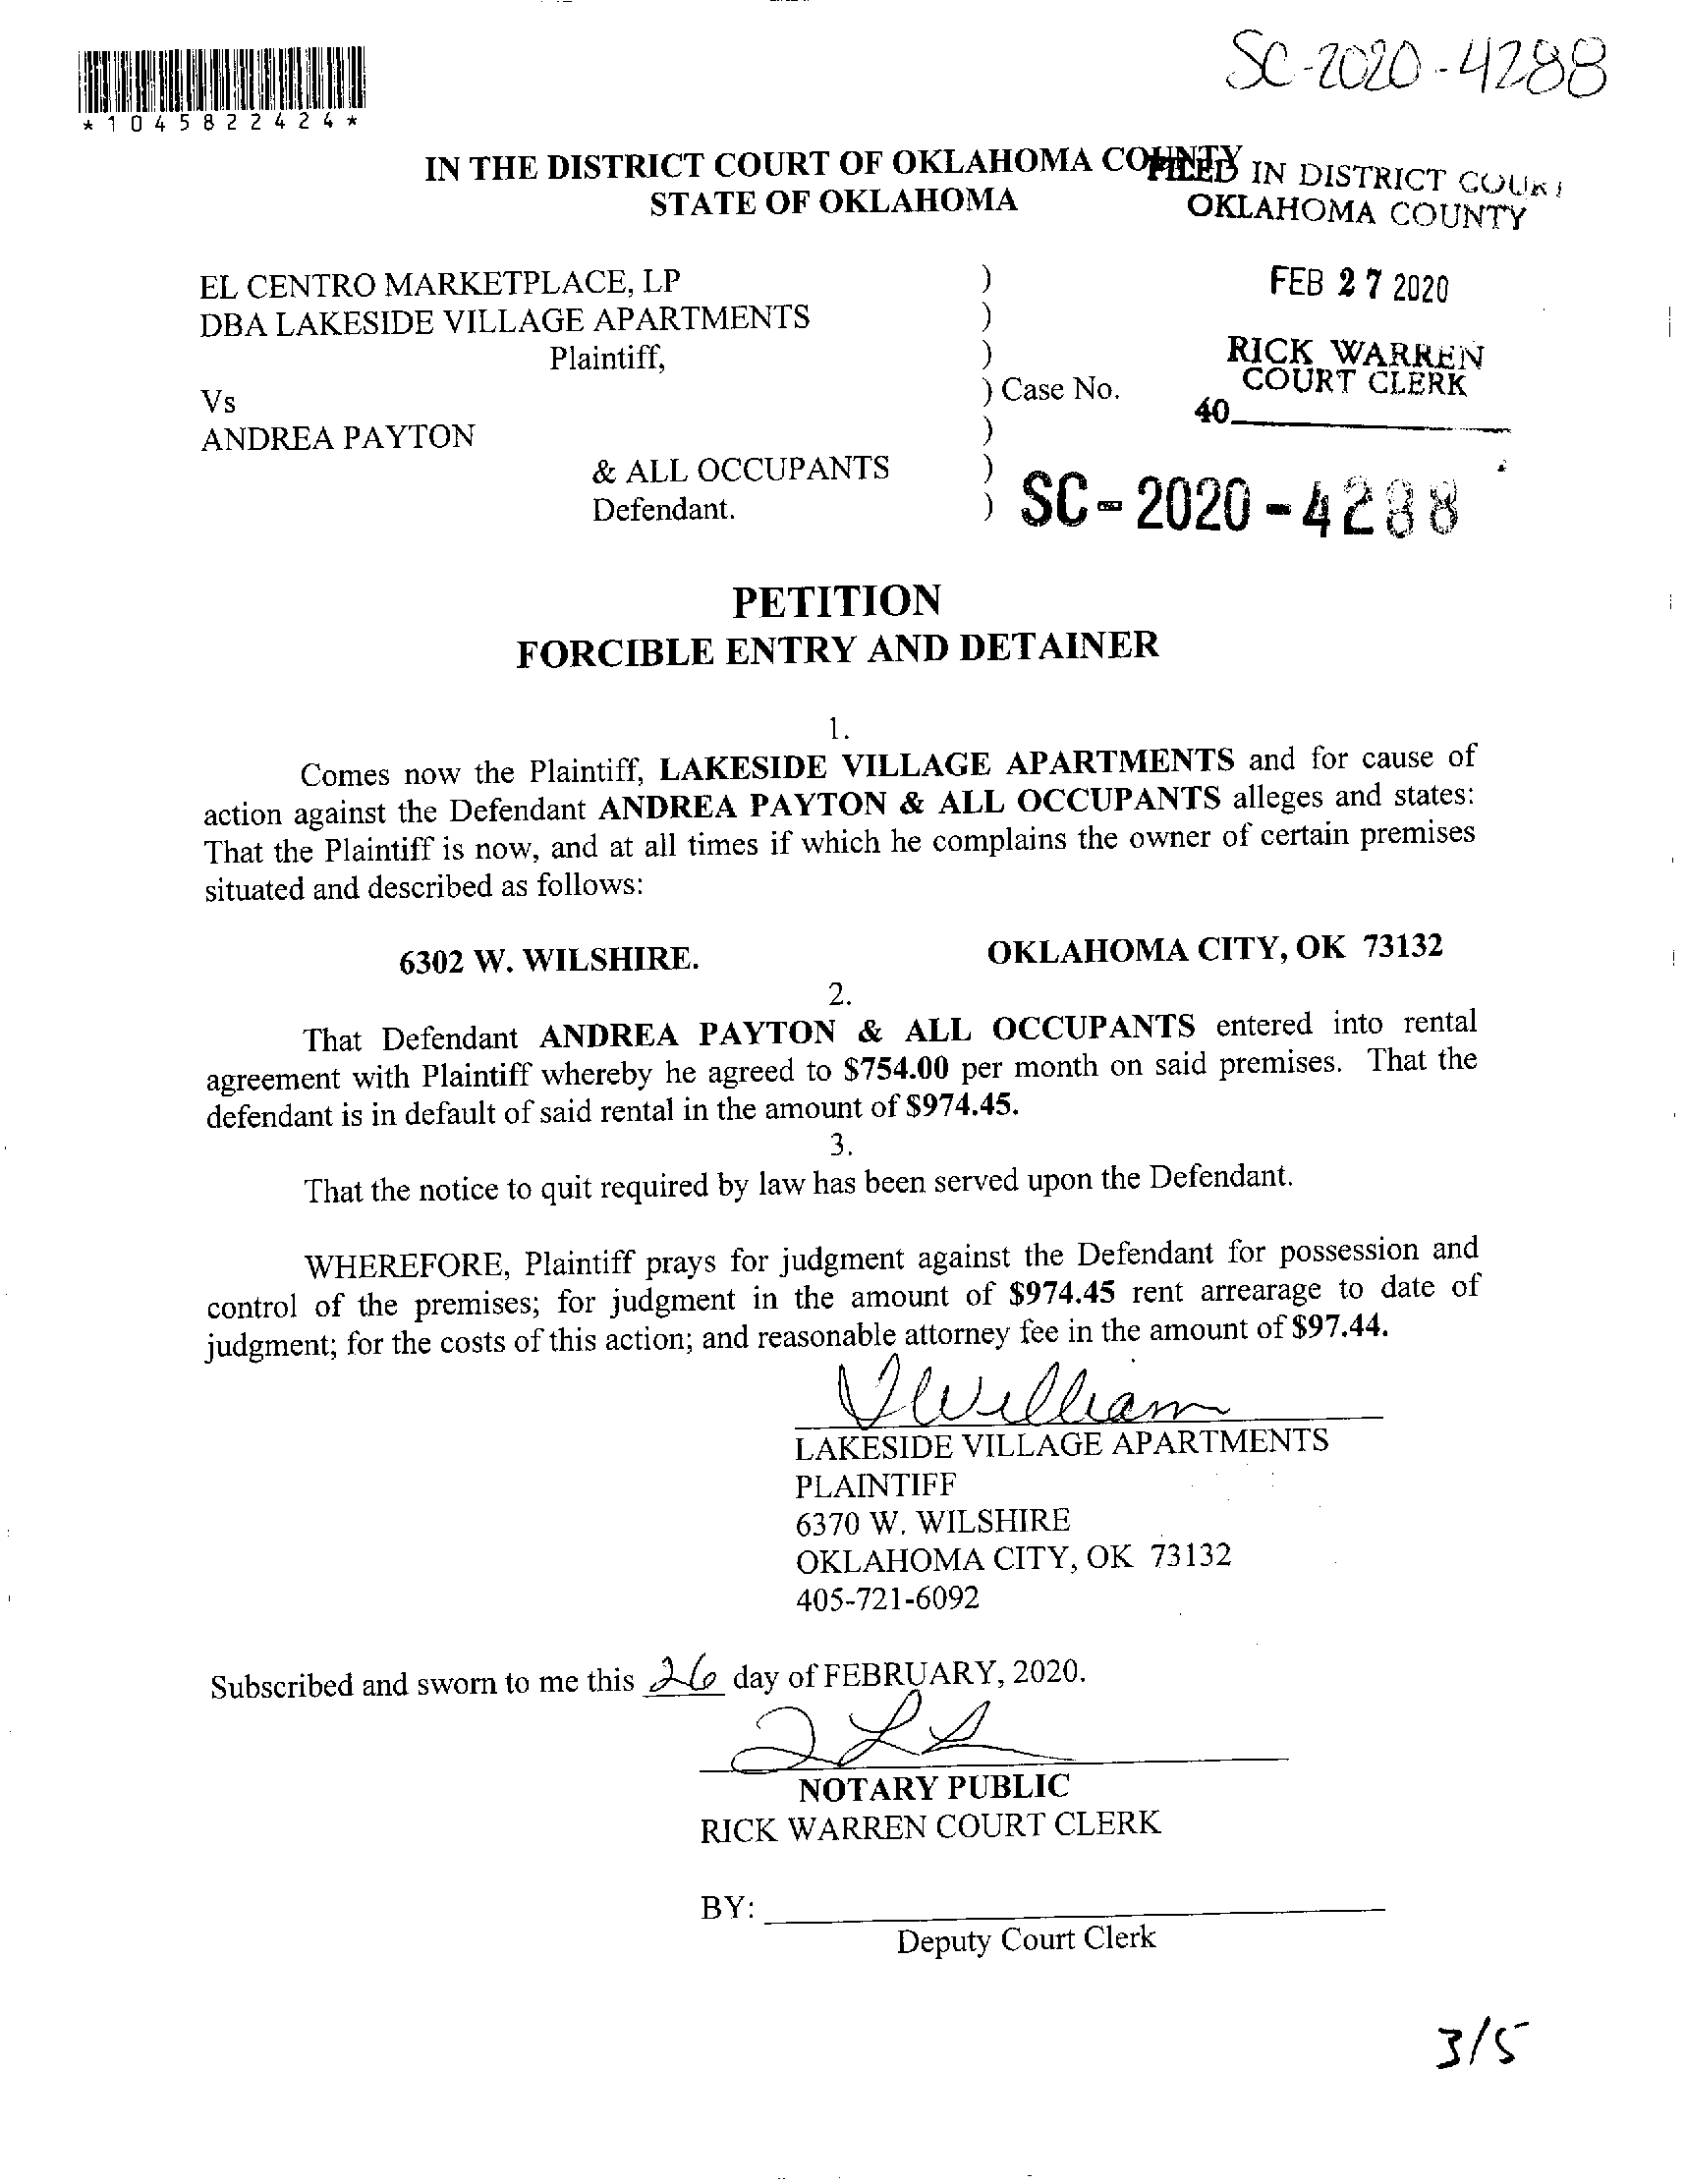 SC-2020-4288
*1045822424*
IN THE DISTRICT COURT OF OKLAHOMA COUNTY
STATE OF OKLAHOMA
FILED IN DISTRICT COURT
OKLAHOMA COUNTY
FEB 27 2020
RICK WARREN
COURT CLERK
40
EL CENTRO MARKETPLACE, LP )
DBA LAKESIDE VILLAGE APARTMENTS )
Plaintiff, )
Vs ) Case No.
ANDREA PAYTON )
& ALL OCCUPANTS )
Defendant. ) SC-2020-4288
PETITION
FORCIBLE ENTRY AND DETAINER
1.
Comes now the Plaintiff, LAKESIDE VILLAGE APARTMENTS and for cause of
action against the Defendant ANDREA PAYTON & ALL OCCUPANTS alleges and states:
That the Plaintiff is now, and at all times if which he complains the owner of certain premises
situated and described as follows:
6302 W. WILSHIRE. OKLAHOMA CITY, OK 73132
2.
That Defendant ANDREA PAYTON & ALL OCCUPANTS entered into rental
agreement with Plaintiff whereby he agreed to $754.00 per month on said premises. That the
defendant is in default of said rental in the amount of $974.45.
3.
That the notice to quit required by law has been served upon the Defendant.
WHEREFORE, Plaintiff prays for judgment against the Defendant for possession and
control of the premises; for judgment in the amount of $974.45 rent arrearage to date of
judgment; for the costs of this action; and reasonable attorney fee in the amount of $97.44.
LAKESIDE VILLAGE APARTMENTS
PLAINTIFF
6370 W. WILSHIRE
OKLAHOMA CITY, OK 73132
405-721-6092
Subscribed and sworn to me this 26 day of FEBRUARY, 2020.
NOTARY PUBLIC
RICK WARREN COURT CLERK
BY:
Deputy Court Clerk
3/5